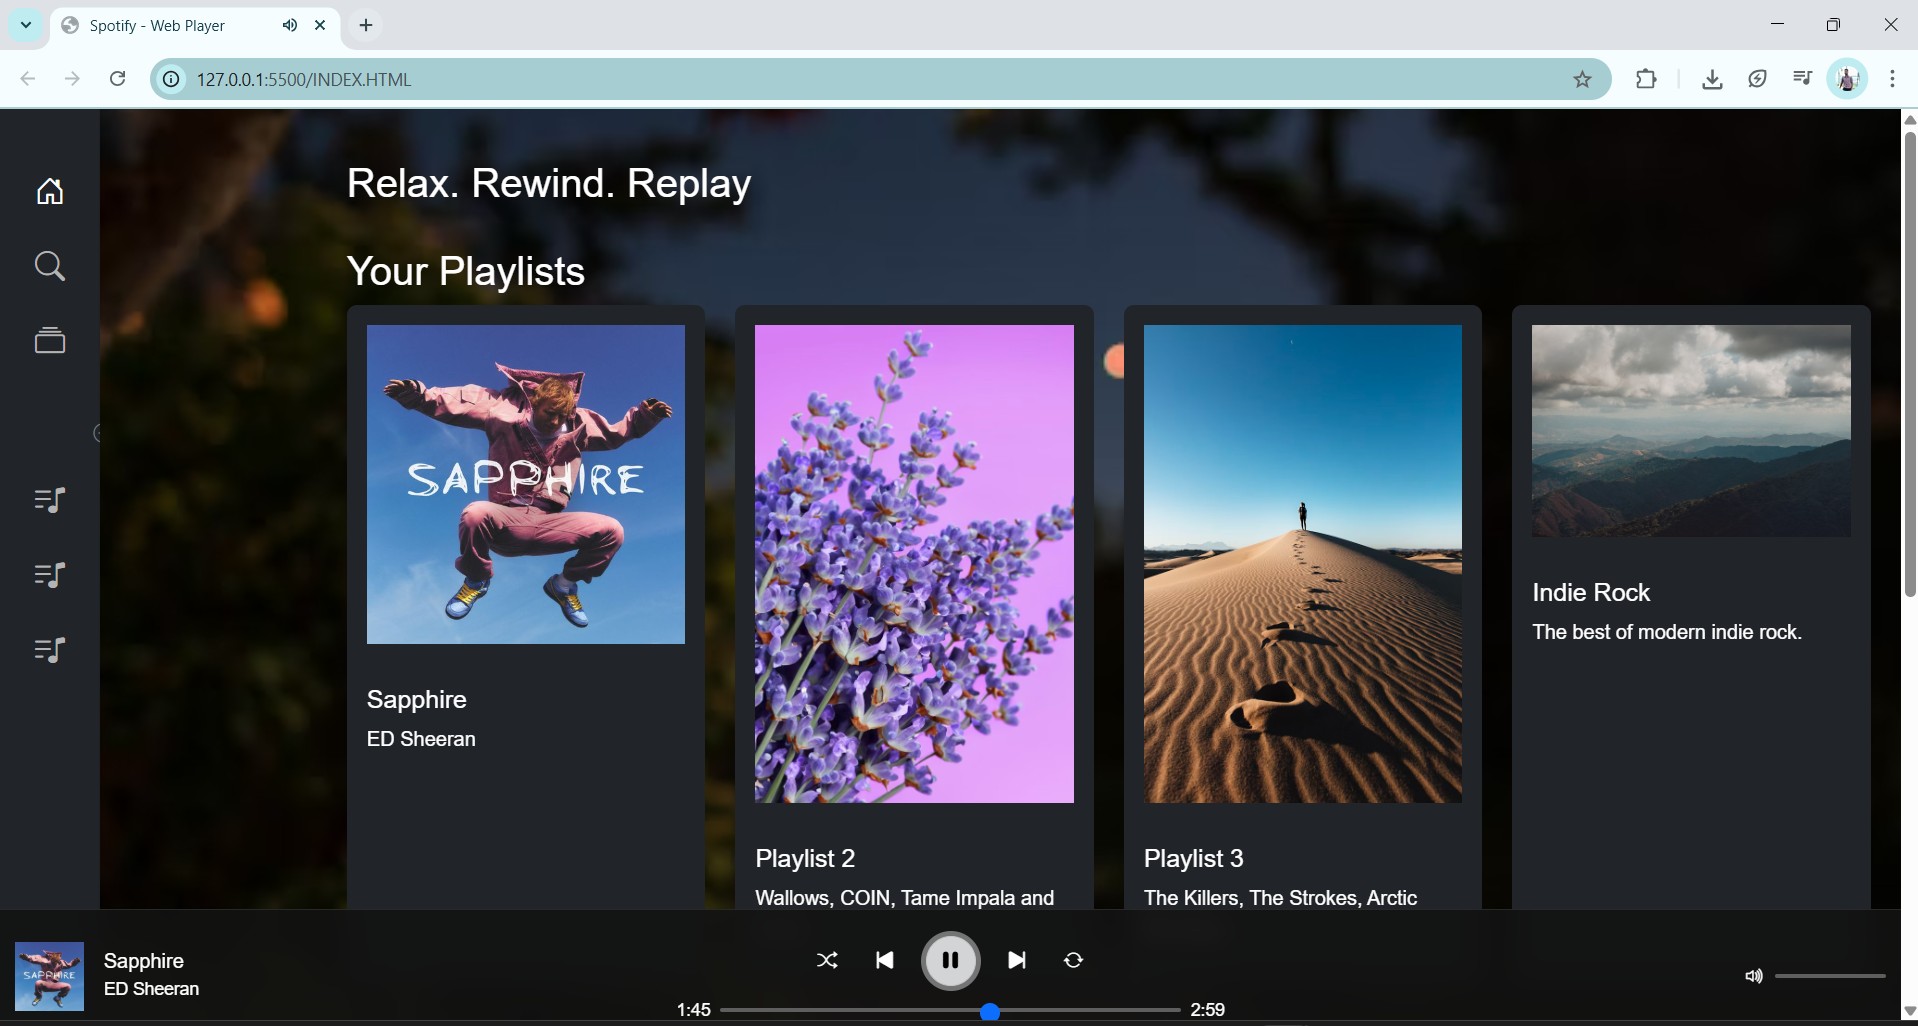 Spotify - Web Player
127.0.0.1:5500/INDEX.HTML
Relax. Rewind. Replay
Your Playlists
SAPPHIRE
Sapphire
ED Sheeran
Playlist 2
Wallows, COIN, Tame Impala and
Playlist 3
The Killers, The Strokes, Arctic
Indie Rock
The best of modern indie rock.
SAPPHIRE
Sapphire
ED Sheeran
1:45
2:59